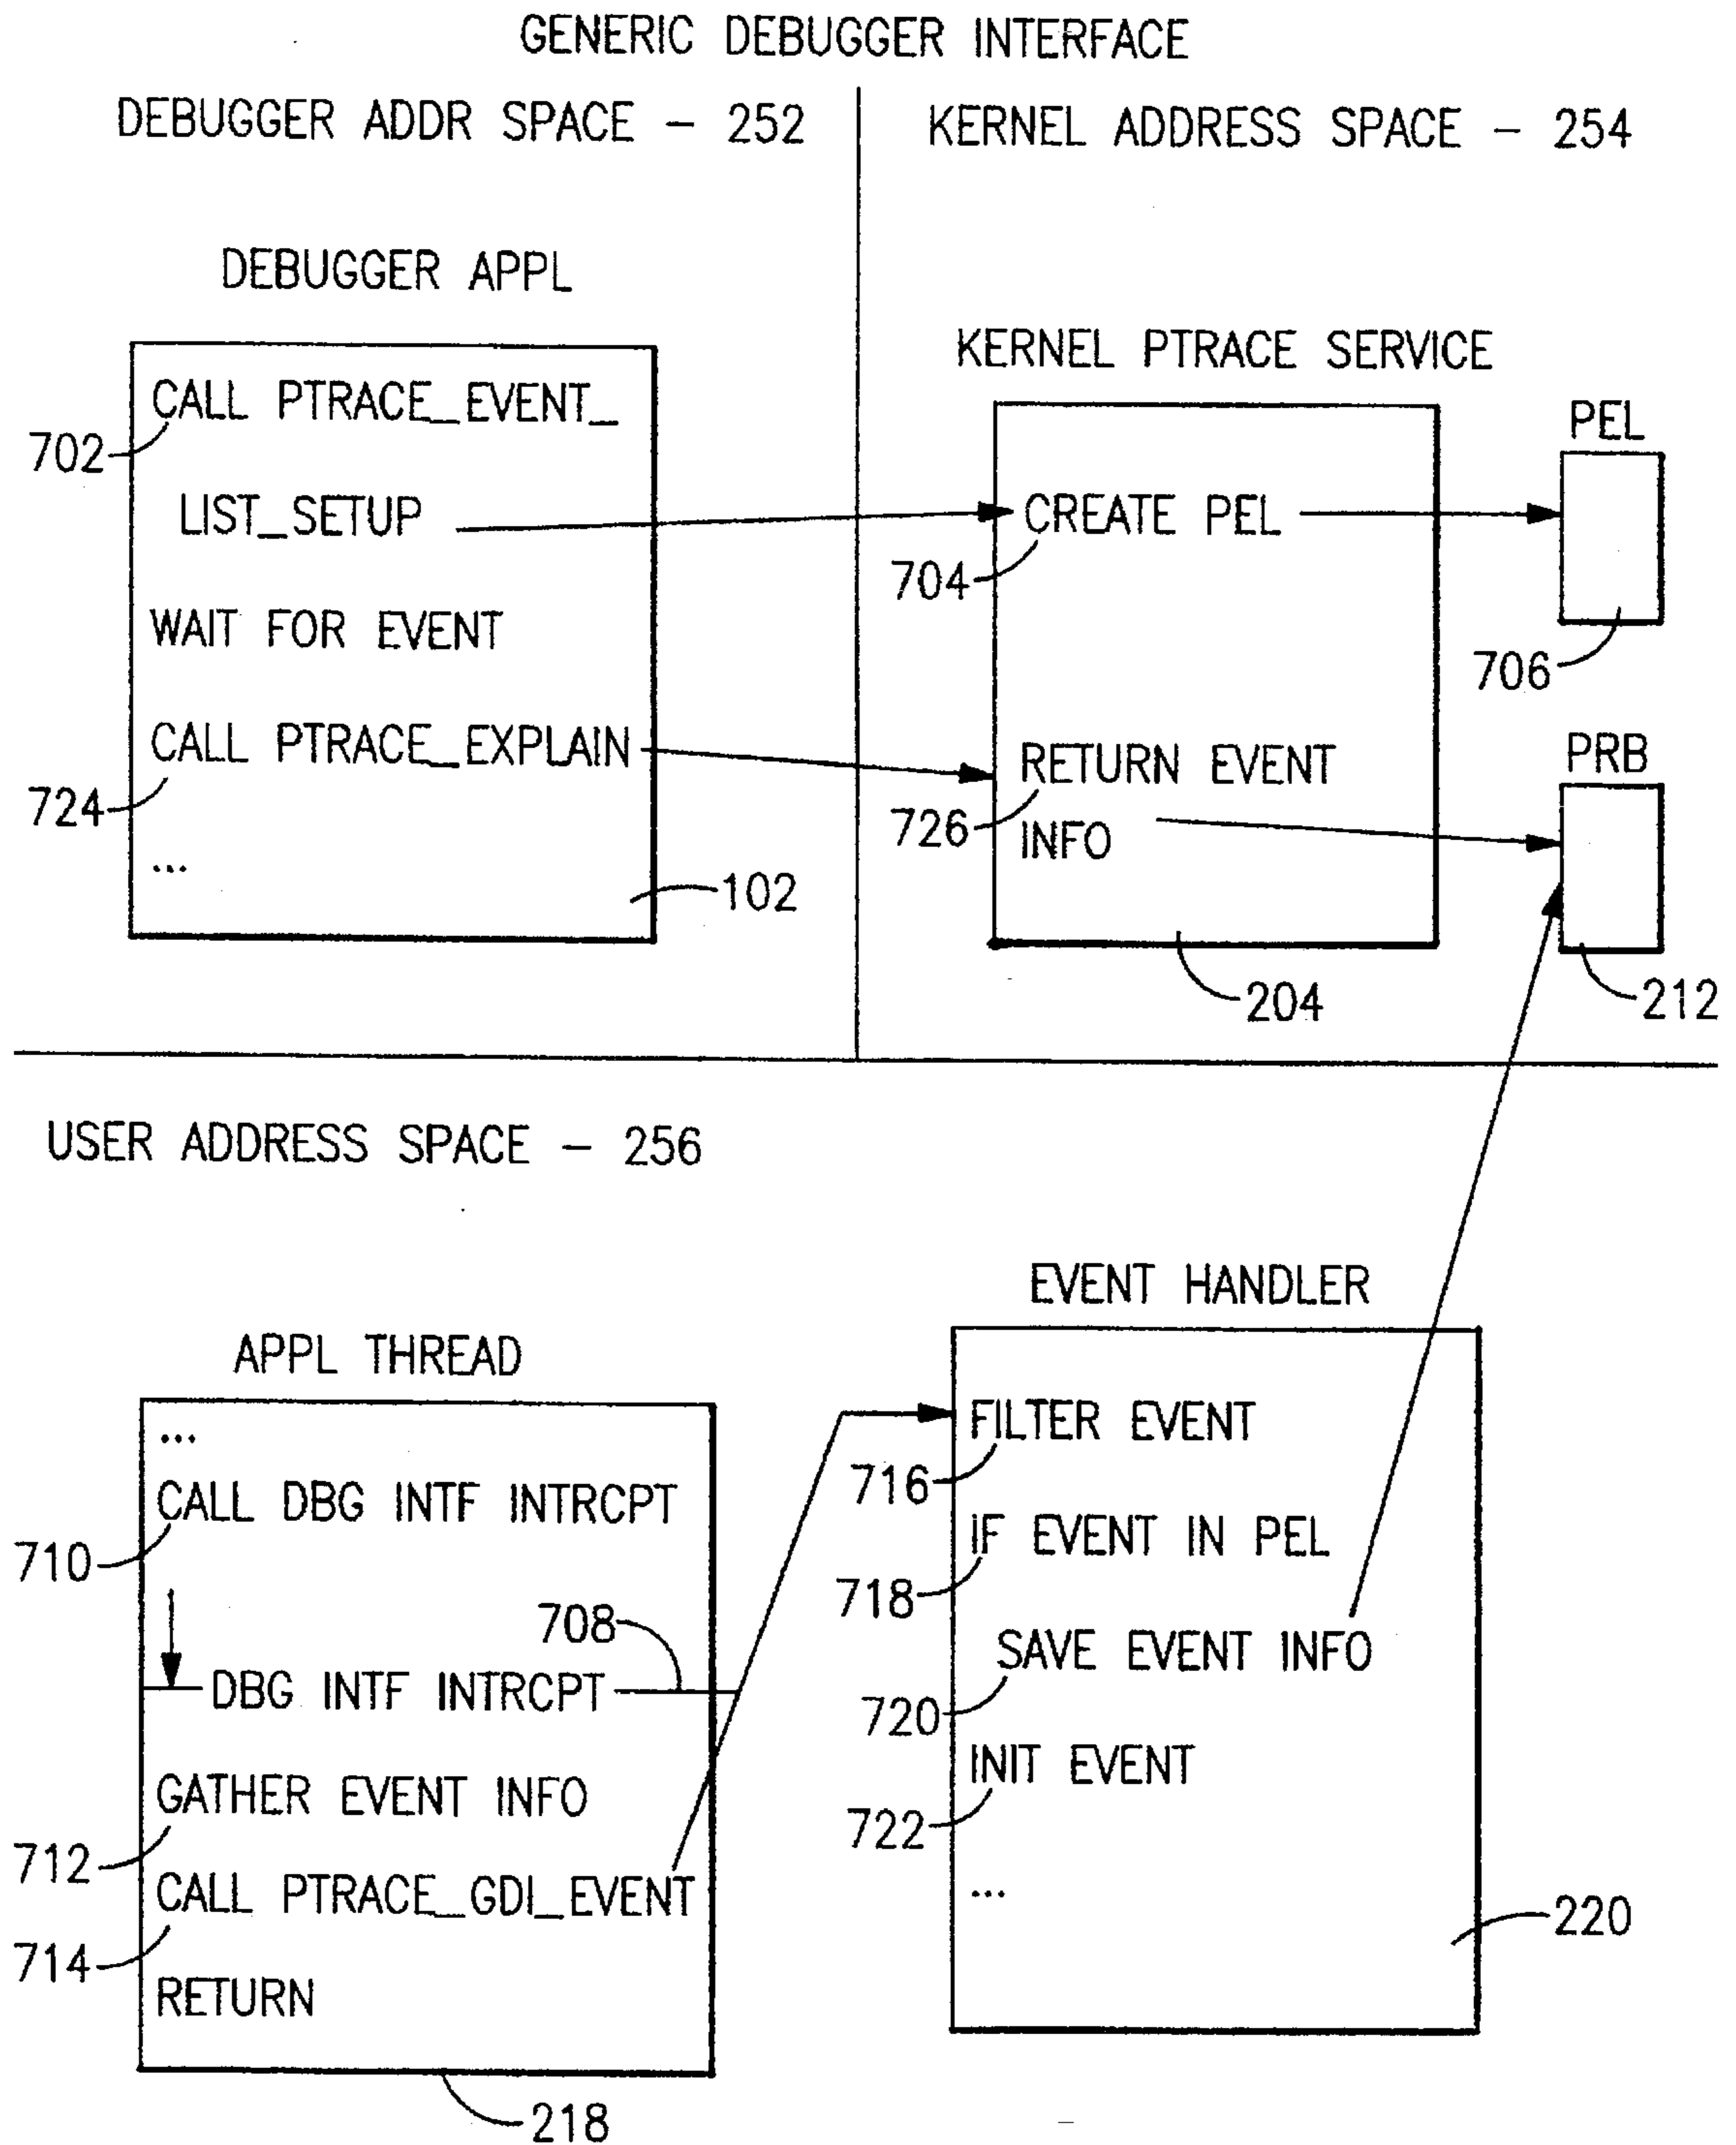 GENERIC DEBUGGER INTERFACE
DEBUGGER ADDR SPACE - 252
KERNEL ADDRESS SPACE - 254
DEBUGGER APPL
CALL PTRACE_EVENT_
702
LIST_SETUP
WAIT FOR EVENT
CALL PTRACE_EXPLAIN
724
...
102
KERNEL PTRACE SERVICE
CREATE PEL
704
RETURN EVENT
726
INFO
204
PEL
706
PRB
212
USER ADDRESS SPACE - 256
APPL THREAD
...
CALL DBG INTF INTRCPT
710
708
DBG INTF INTRCPT
GATHER EVENT INFO
712
CALL PTRACE_GDI_EVENT
714
RETURN
218
EVENT HANDLER
FILTER EVENT
716
IF EVENT IN PEL
718
SAVE EVENT INFO
720
INIT EVENT
722
...
220